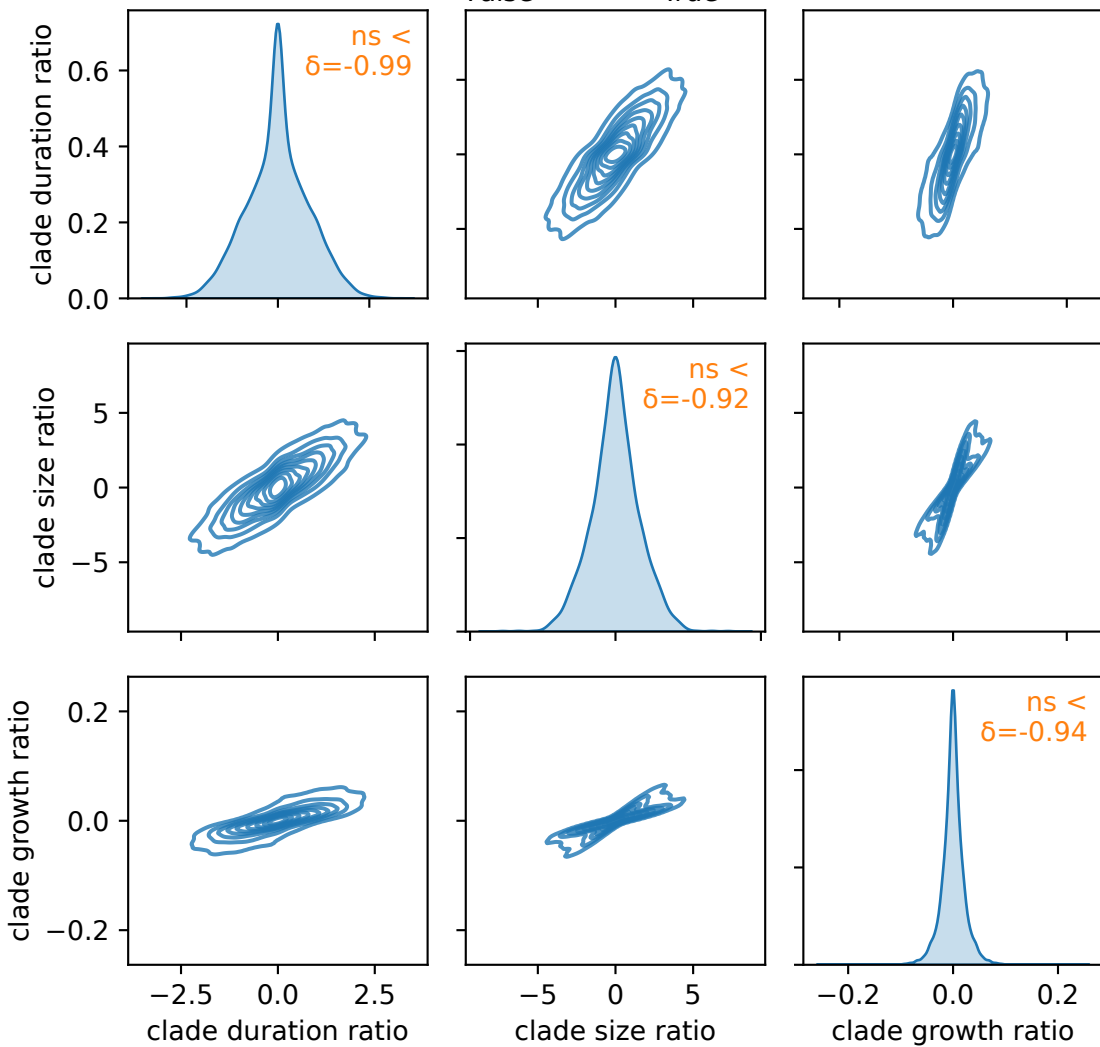 clade duration ratio
0.6
0.4
0.2
0.0
ns <
δ=-0.99
clade size ratio
5
0
−5
ns <
δ=-0.92
clade growth ratio
0.2
0.0
−0.2
ns <
δ=-0.94
−2.5 0.0 2.5
−5 0 5
−0.2 0.0 0.2
clade duration ratio
clade size ratio
clade growth ratio